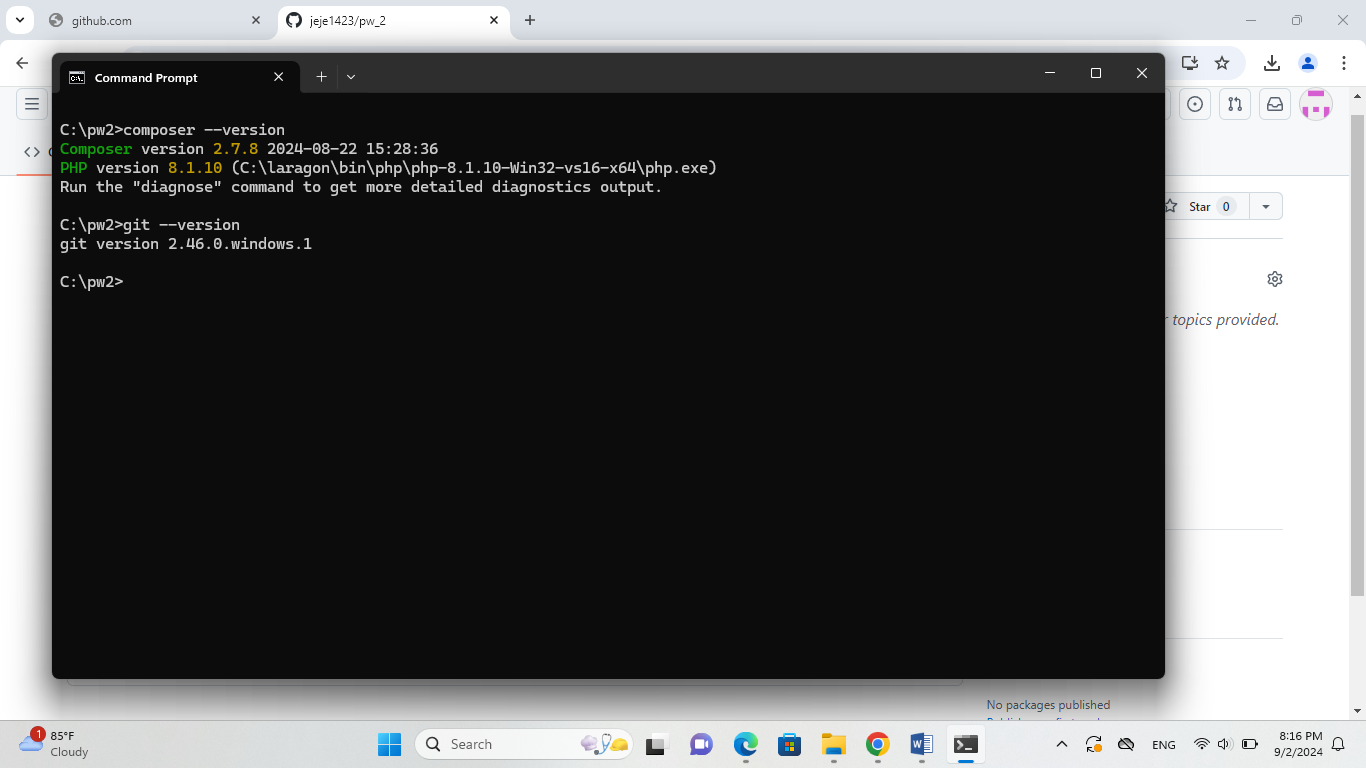 github.com
jeje1423/pw_2
Command Prompt
C:\pw2>composer --version
Composer version 2.7.8 2024-08-22 15:28:36
PHP version 8.1.10 (C:\laragon\bin\php\php-8.1.10-Win32-vs16-x64\php.exe)
Run the "diagnose" command to get more detailed diagnostics output.
C:\pw2>git --version
git version 2.46.0.windows.1
C:\pw2>
Star 0
topics provided.
No packages published
1
85°F
Cloudy
Search
ENG
8:16 PM
9/2/2024